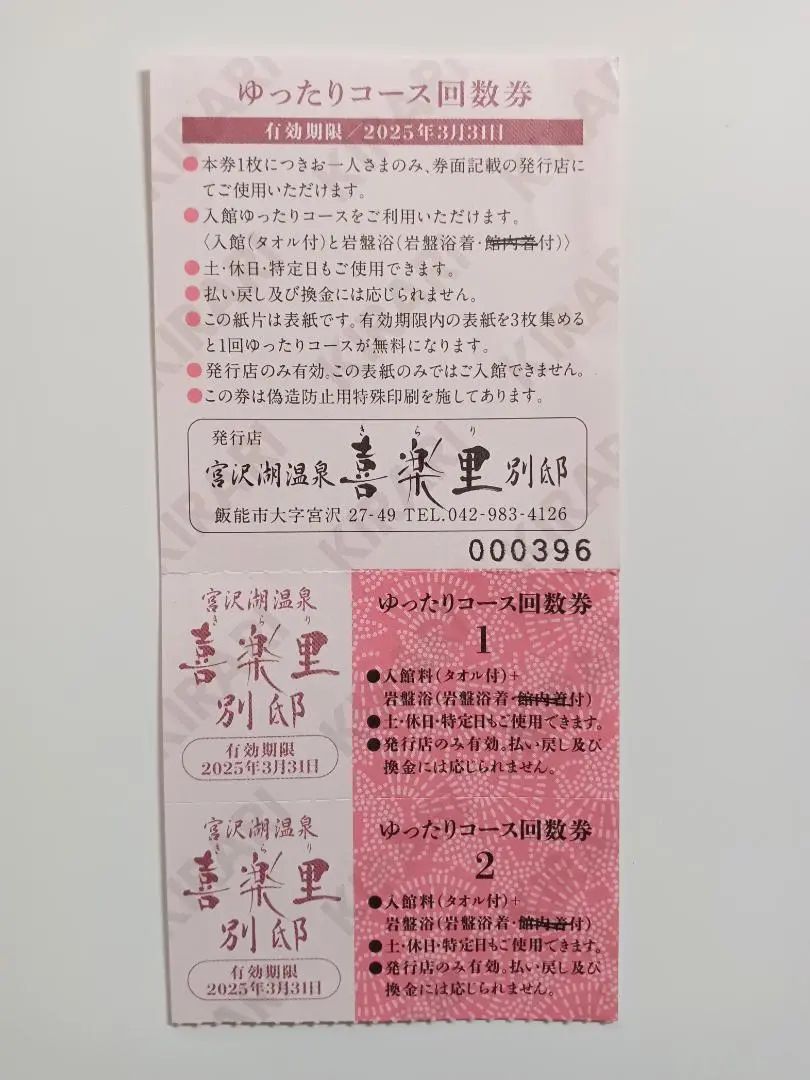 ゆったりコース回数券
有効期限／2025年3月31日
●本券1枚につきお一人さまのみ、券面記載の発行店に
てご使用いただけます。
●入館ゆったりコースをご利用いただけます。
〈入館(タオル付)と岩盤浴(岩盤浴着・館内着付)〉
●土・休日・特定日もご使用できます。
●払い戻し及び換金には応じられません。
●この紙片は表紙です。有効期限内の表紙を3枚集める
と1回ゆったりコースが無料になります。
●発行店のみ有効。この表紙のみではご入館できません。
●この券は偽造防止用特殊印刷を施してあります。
発行店
きらり
宮沢湖温泉 喜楽里 別邸
飯能市大字宮沢 27-49 TEL.042-983-4126
000396
宮沢湖温泉
きらり
喜楽里
別邸
有効期限
2025年3月31日
ゆったりコース回数券
1
●入館料(タオル付)+
岩盤浴(岩盤浴着・館内着付)
●土・休日・特定日もご使用できます。
●発行店のみ有効。払い戻し及び
換金には応じられません。
宮沢湖温泉
きらり
喜楽里
別邸
有効期限
2025年3月31日
ゆったりコース回数券
2
●入館料(タオル付)+
岩盤浴(岩盤浴着・館内着付)
●土・休日・特定日もご使用できます。
●発行店のみ有効。払い戻し及び
換金には応じられません。
KIRARI